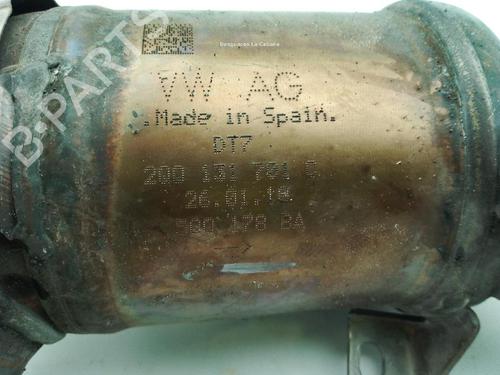 Desguaces La Cabaña
VW AG
.Made in Spain.
DT7
2Q0 131 701 C
26.01.18
900 178 BA
B-PARTS